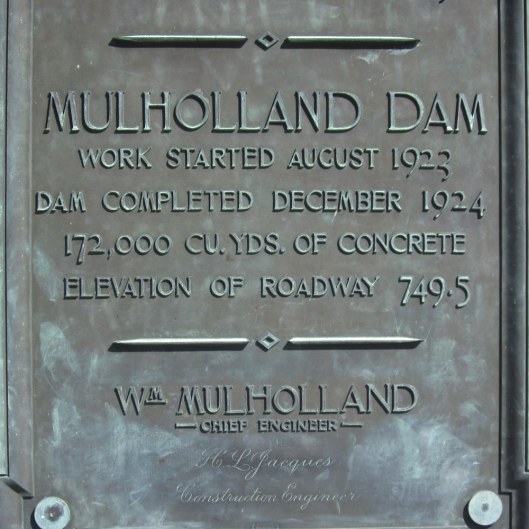 MULHOLLAND DAM
WORK STARTED AUGUST 1923
DAM COMPLETED DECEMBER 1924
172,000 CU. YDS. OF CONCRETE
ELEVATION OF ROADWAY 749.5
WM MULHOLLAND
—CHIEF ENGINEER—
H L Jacques
Construction Engineer